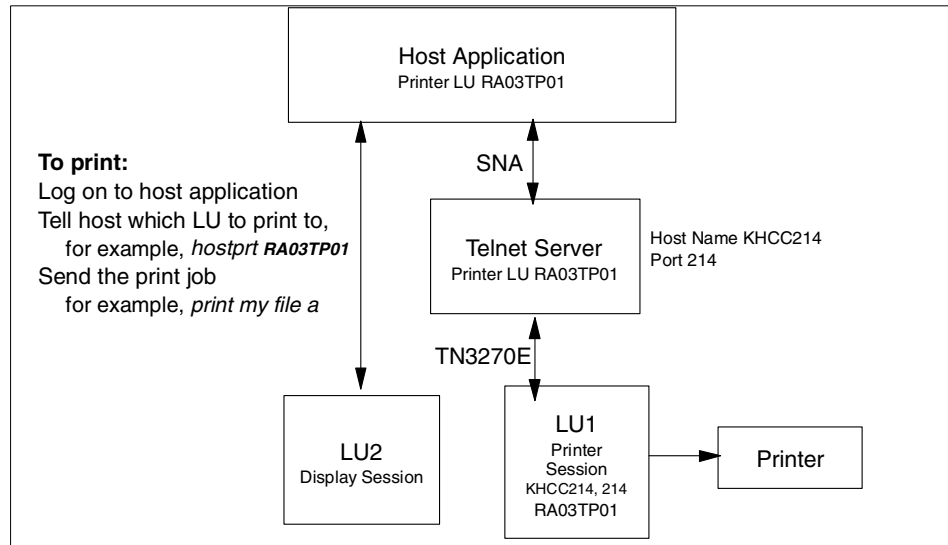 Host Application
Printer LU RA03TP01
To print:
Log on to host application
Tell host which LU to print to,
for example, hostprt RA03TP01
Send the print job
for example, print my file a
SNA
Telnet Server
Printer LU RA03TP01
Host Name KHCC214
Port 214
TN3270E
LU2
Display Session
LU1
Printer
Session
KHCC214, 214
RA03TP01
Printer